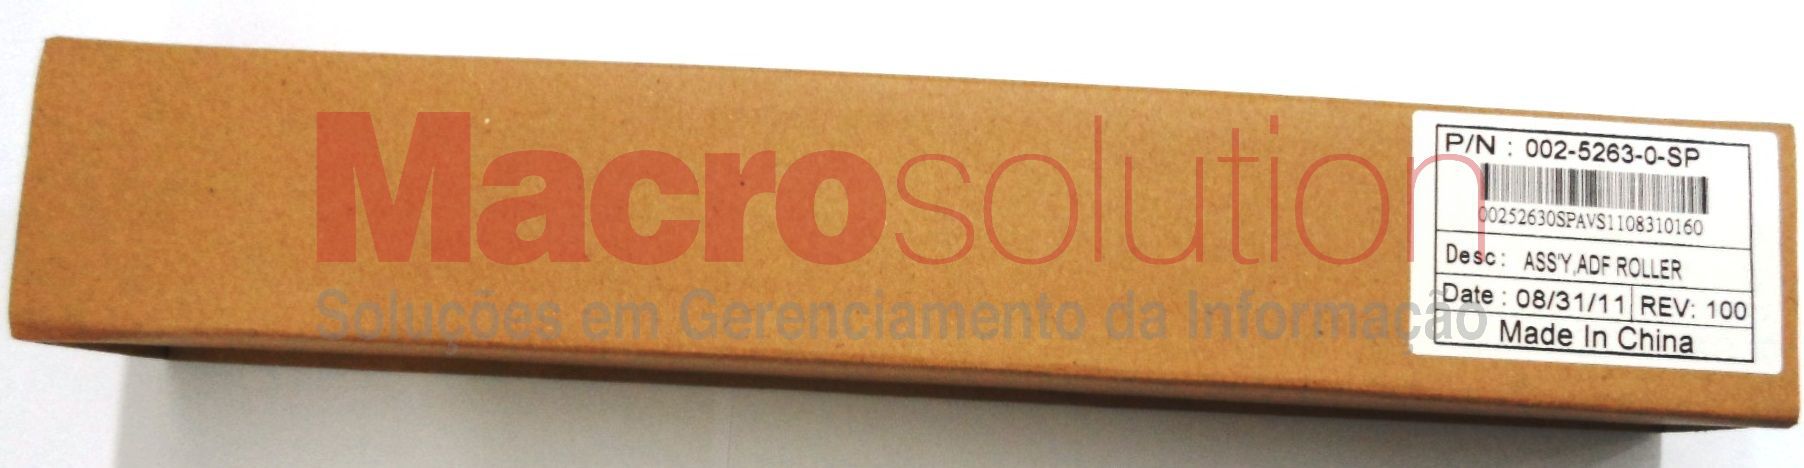 Macrosolution
Soluções em Gerenciamento da Informação
P/N : 002-5263-0-SP
00252630SPAVS1108310160
Desc : ASS'Y,ADF ROLLER
Date : 08/31/11 REV: 100
Made In China